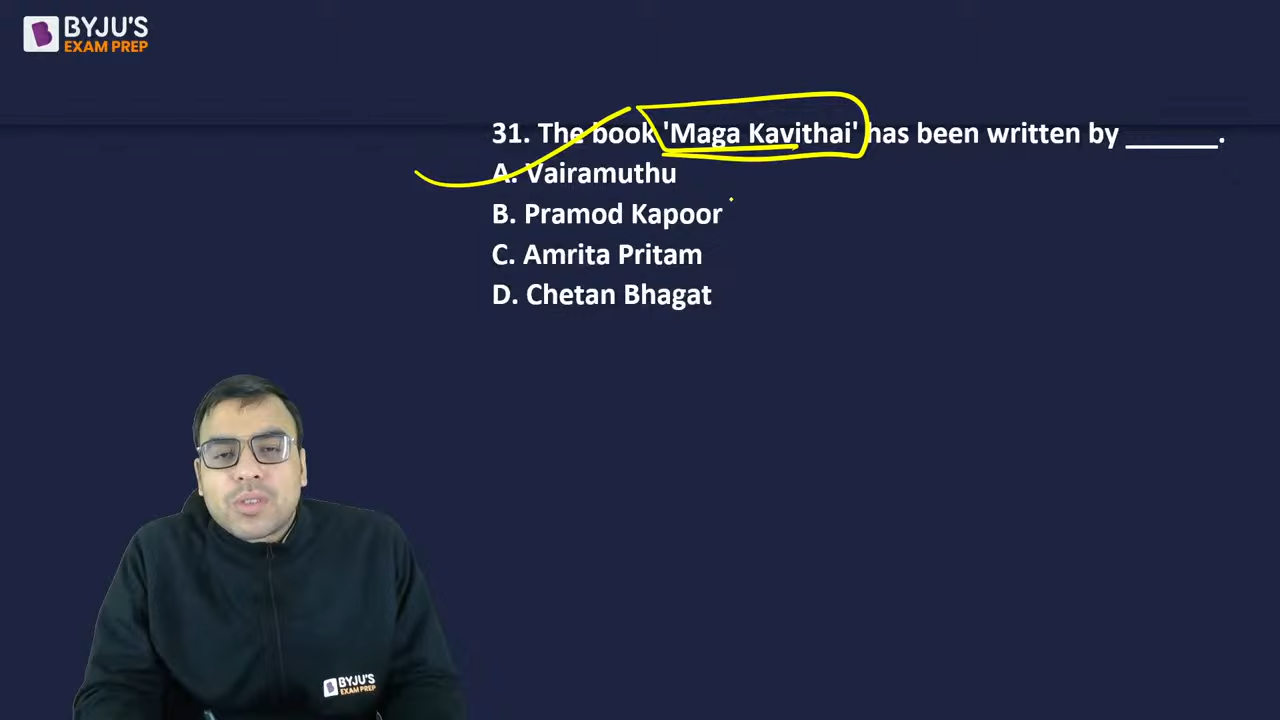 BYJU'S
EXAM PREP
31. The book 'Maga Kavithai' has been written by ______.
A. Vairamuthu
B. Pramod Kapoor
C. Amrita Pritam
D. Chetan Bhagat
BYJU'S
EXAM PREP